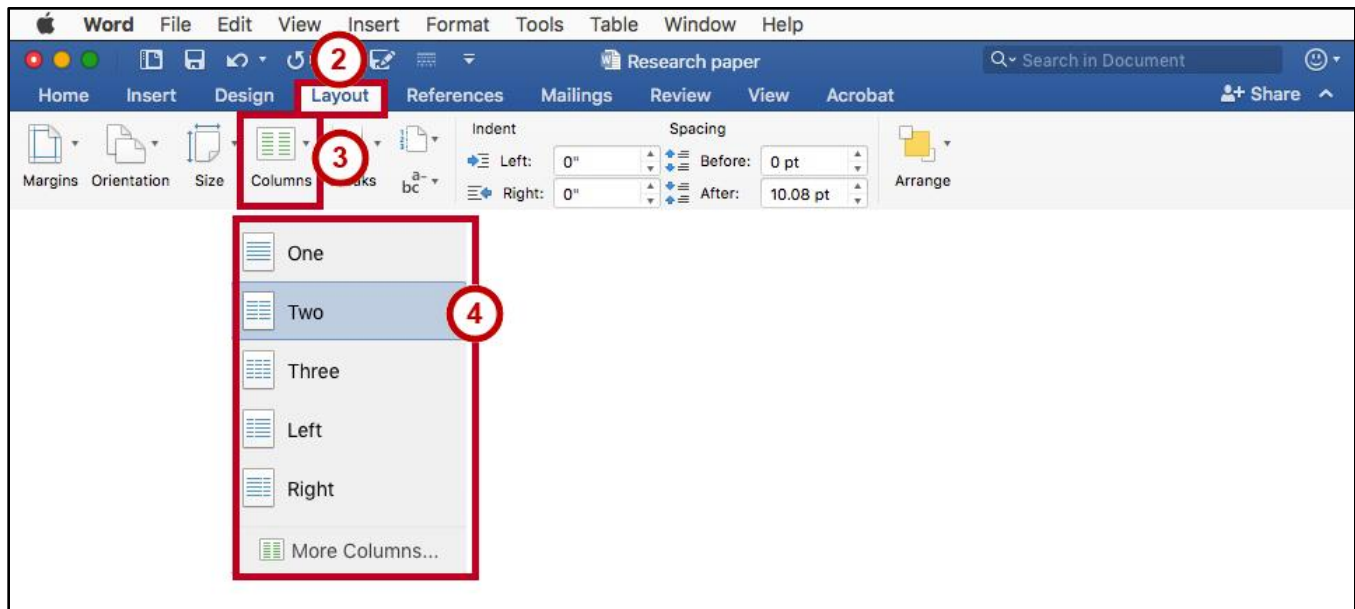 Word File Edit View Insert Format Tools Table Window Help
2
Research paper
Search in Document
Home Insert Design Layout References Mailings Review View Acrobat
Share
3
Indent Spacing
Left: 0" Before: 0 pt
Margins Orientation Size Columns Arrange
Right: 0" After: 10.08 pt
One
Two
4
Three
Left
Right
More Columns...